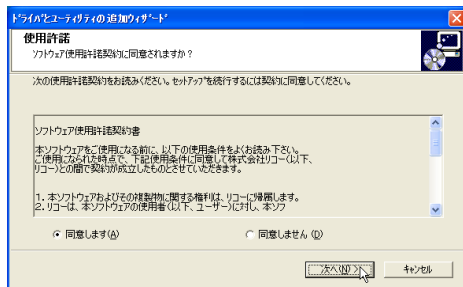 ドライバとユーティリティの追加ウィザード
使用許諾
ソフトウェア使用許諾契約に同意されますか？
次の使用許諾契約をお読みください。セットアップを続行するには契約に同意してください。
ソフトウェア使用許諾契約書
本ソフトウェアをご使用になる前に、以下の使用条件をよくお読み下さい。
ご使用になられた時点で、下記使用条件に同意して株式会社リコー(以下、
リコー)との間で契約が成立したものとさせていただきます。
1. 本ソフトウェアおよびその複製物に関する権利は、リコーに帰属します。
2. リコーは、本ソフトウェアの使用者(以下、ユーザー)に対し、本ソフ
同意します(A)
同意しません (D)
次へ(N) >
キャンセル